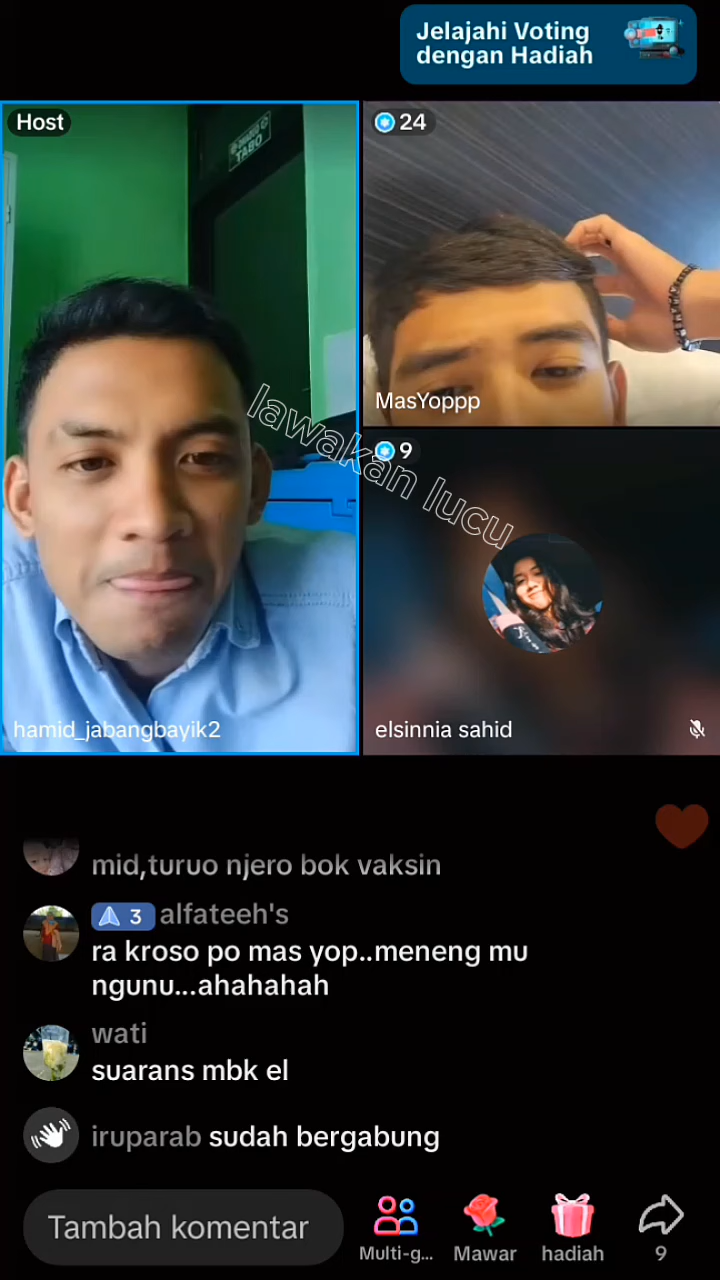 Jelajahi Voting
dengan Hadiah
Host
24
MasYoppp
9
lawakan lucu
hamid_jabangbayik2
elsinnia sahid
mid,turuo njero bok vaksin
3 alfateeh's
ra kroso po mas yop..meneng mu
ngunu...ahahahah
wati
suarans mbk el
iruparab sudah bergabung
Tambah komentar
Multi-g...
Mawar
hadiah
9